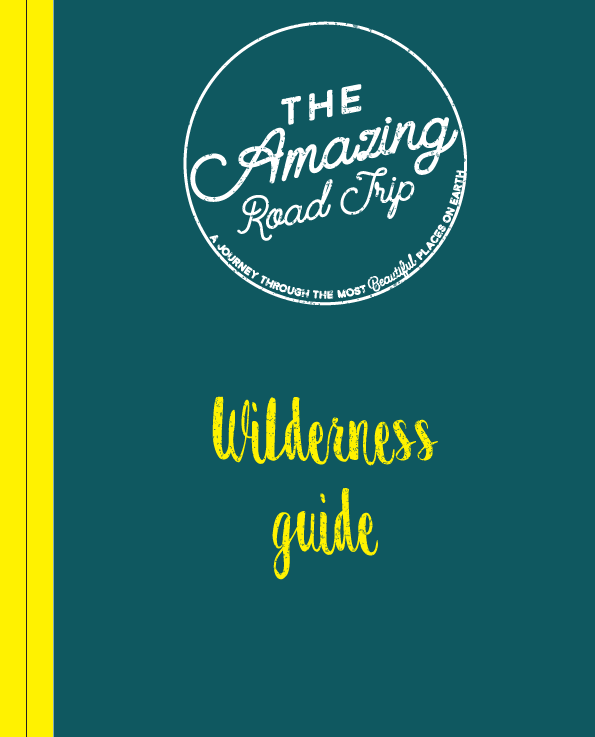 THE
Amazing
Road Trip
A JOURNEY THROUGH THE MOST Beautiful PLACES ON EARTH
Wilderness
guide